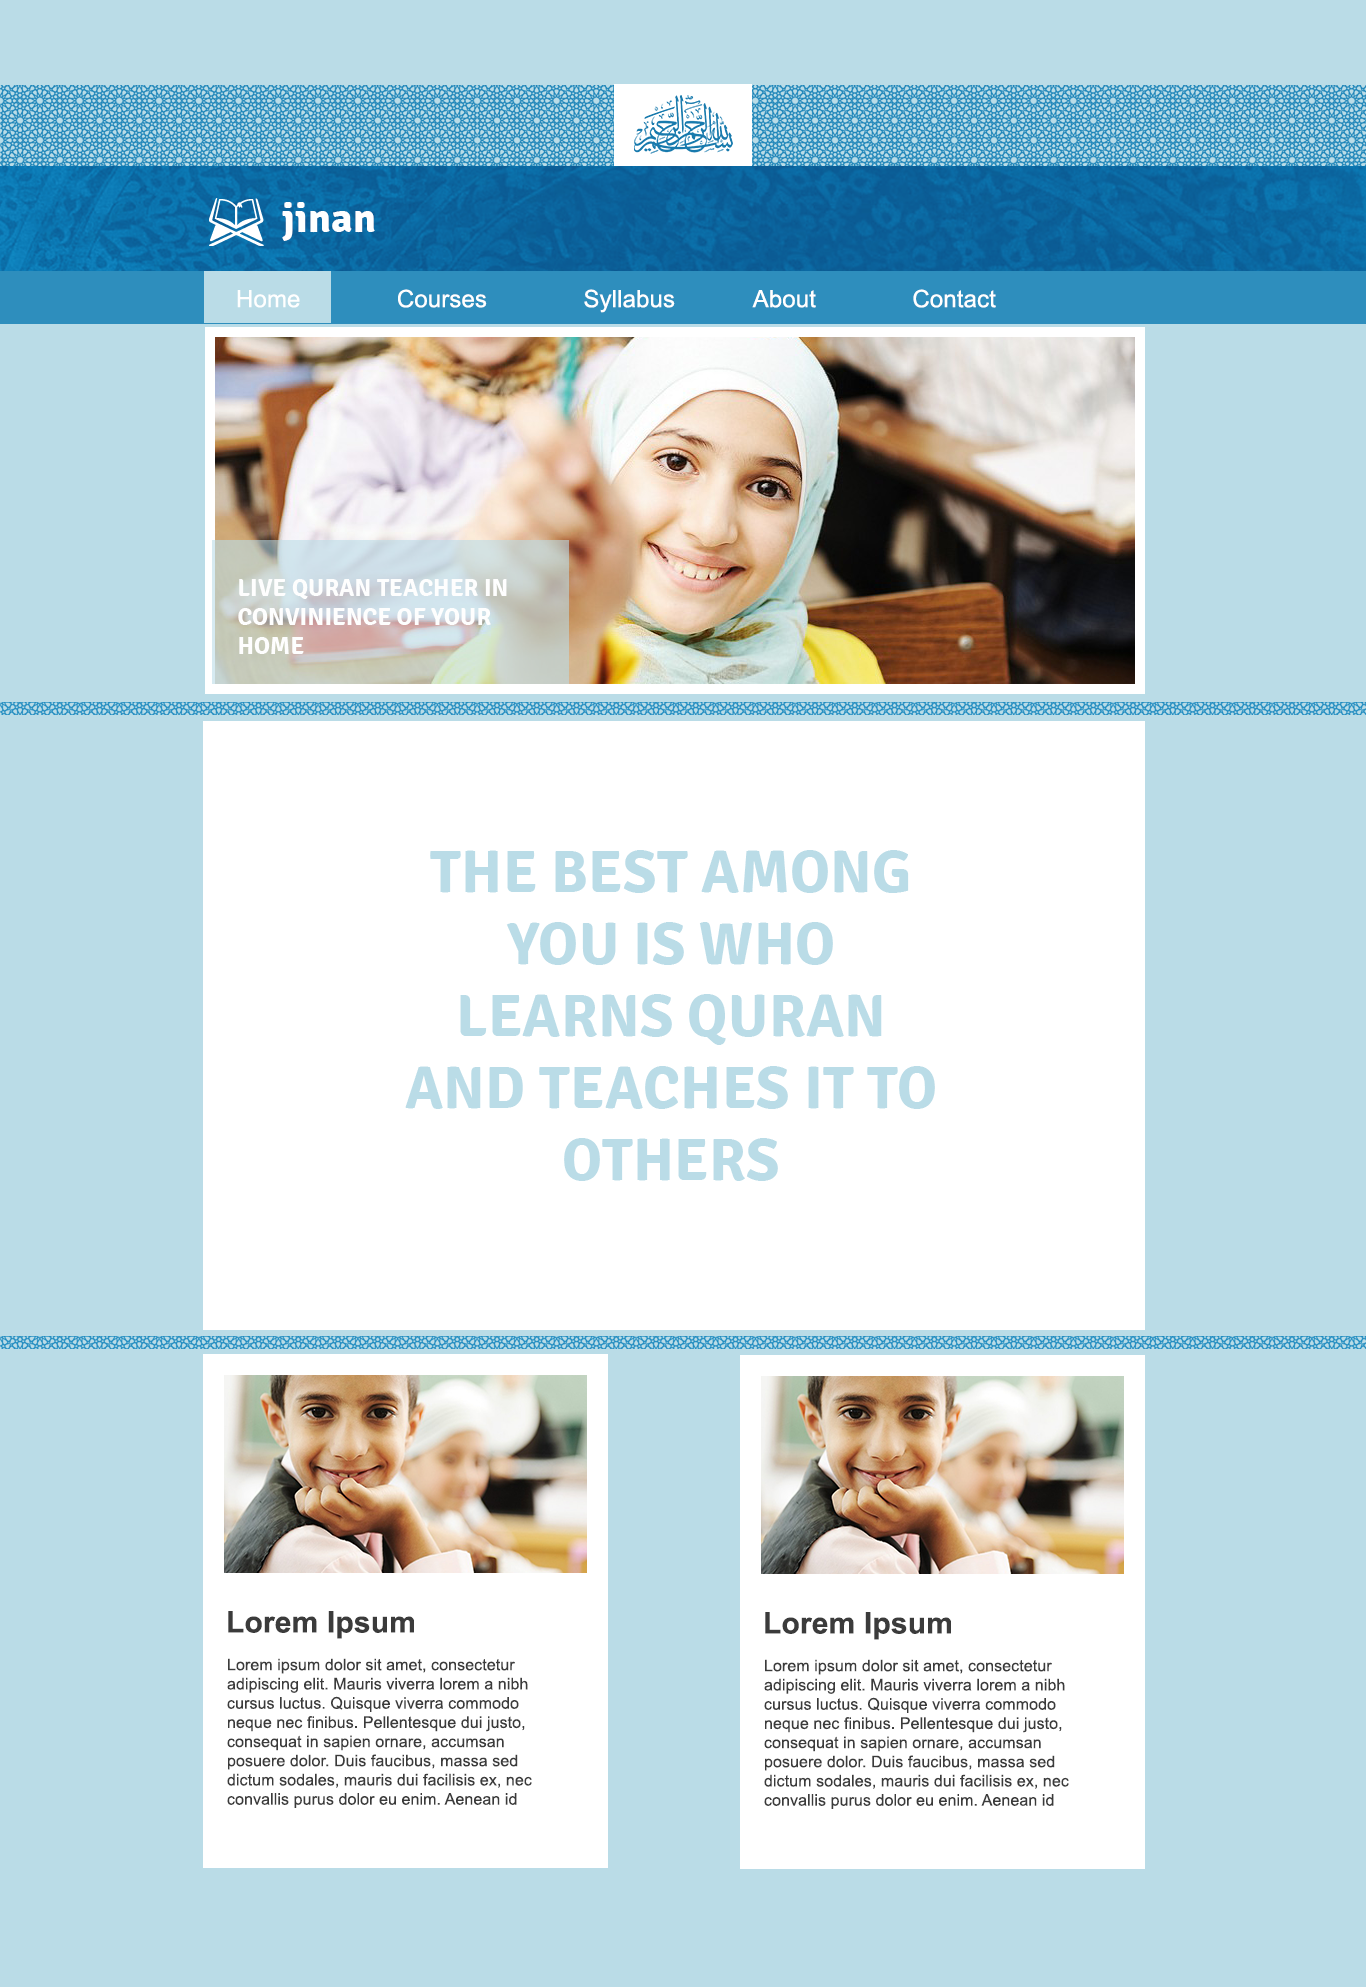 بسم الله الرحمن الرحيم
jinan
Home Courses Syllabus About Contact
LIVE QURAN TEACHER IN
CONVINIENCE OF YOUR
HOME
THE BEST AMONG
YOU IS WHO
LEARNS QURAN
AND TEACHES IT TO
OTHERS
Lorem Ipsum
Lorem ipsum dolor sit amet, consectetur
adipiscing elit. Mauris viverra lorem a nibh
cursus luctus. Quisque viverra commodo
neque nec finibus. Pellentesque dui justo,
consequat in sapien ornare, accumsan
posuere dolor. Duis faucibus, massa sed
dictum sodales, mauris dui facilisis ex, nec
convallis purus dolor eu enim. Aenean id
Lorem Ipsum
Lorem ipsum dolor sit amet, consectetur
adipiscing elit. Mauris viverra lorem a nibh
cursus luctus. Quisque viverra commodo
neque nec finibus. Pellentesque dui justo,
consequat in sapien ornare, accumsan
posuere dolor. Duis faucibus, massa sed
dictum sodales, mauris dui facilisis ex, nec
convallis purus dolor eu enim. Aenean id